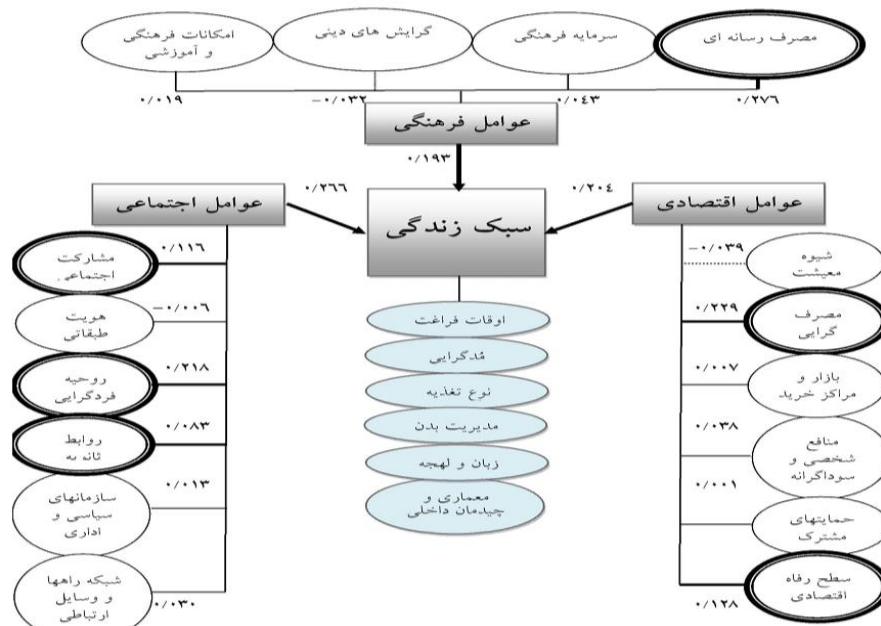 امکانات فرهنگی
و آموزشی
گرایش های دینی
سرمایه فرهنگی
مصرف رسانه ای
۰/۰۱۹
−۰/۰۳۲
۰/۰۴۳
۰/۲۷۶
عوامل فرهنگی
۰/۱۹۳
عوامل اجتماعی
۰/۲۶۶
سبک زندگی
۰/۲۰٤
عوامل اقتصادی
۰/۱۱۶
مشارکت
اجتماعی
−۰/۰۰۶
هویت
طبقاتی
۰/۲۱۸
روحیه
فردگرایی
۰/۰۸۳
روابط
ثانویه
۰/۰۱۳
سازمانهای
سیاسی و
اداری
شبکه راهها
و وسایل
ارتباطی
۰/۰۳۰
اوقات فراغت
مُدگرایی
نوع تغذیه
مدیریت بدن
زبان و لهجه
معماری و
چیدمان داخلی
−۰/۰۳۹
شیوه
معیشت
۰/۲۲۹
مصرف
گرایی
۰/۰۰۷
بازار و
مراکز خرید
۰/۰۳۸
منافع
شخصی و
سوداگرانه
۰/۰۰۱
حمایتهای
مشترک
سطح رفاه
اقتصادی
۰/۱۲۸